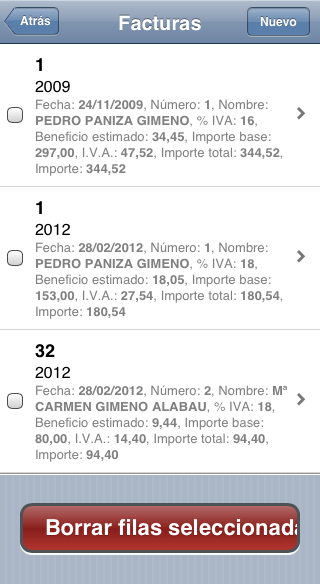 Atrás
Facturas
Nuevo
1
2009
Fecha: 24/11/2009, Número: 1, Nombre:
PEDRO PANIZA GIMENO, % IVA: 16,
Beneficio estimado: 34,45, Importe base:
297,00, I.V.A.: 47,52, Importe total: 344,52,
Importe: 344,52
1
2012
Fecha: 28/02/2012, Número: 1, Nombre:
PEDRO PANIZA GIMENO, % IVA: 18,
Beneficio estimado: 18,05, Importe base:
153,00, I.V.A.: 27,54, Importe total: 180,54,
Importe: 180,54
32
2012
Fecha: 28/02/2012, Número: 2, Nombre: Mª
CARMEN GIMENO ALABAU, % IVA: 18,
Beneficio estimado: 9,44, Importe base:
80,00, I.V.A.: 14,40, Importe total: 94,40,
Importe: 94,40
Borrar filas seleccionada